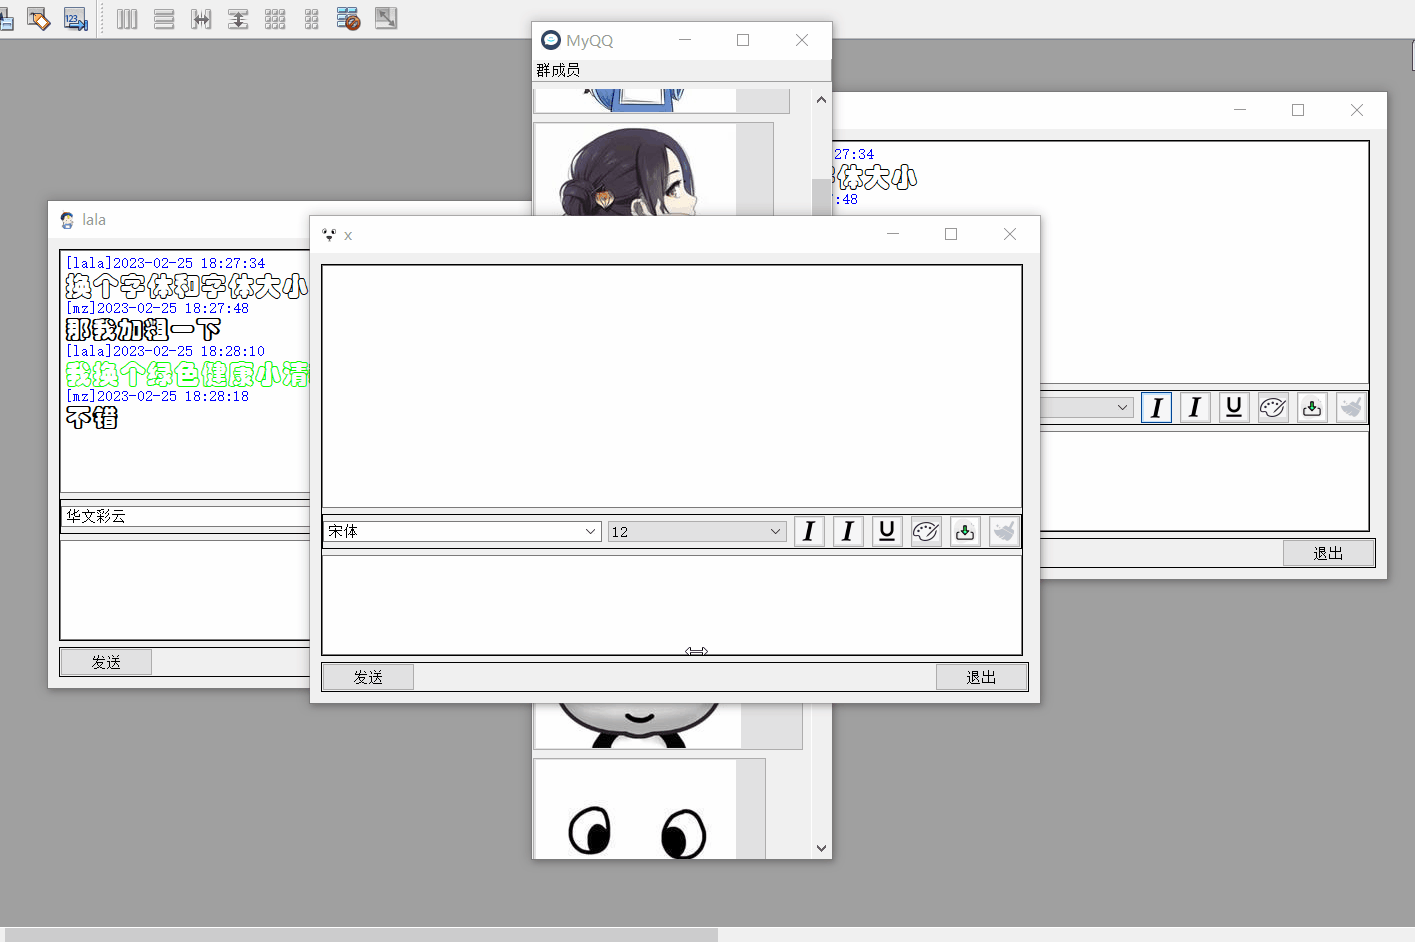 MyQQ
群成员
27:34
体大小
:48
lala
[lala]2023-02-25 18:27:34
换个字体和字体大小
[mz]2023-02-25 18:27:48
那我加粗一下
[lala]2023-02-25 18:28:10
我换个绿色健康小清
[mz]2023-02-25 18:28:18
不错
华文彩云
发送
x
宋体
12
I
I
U
发送
退出
I
I
U
退出